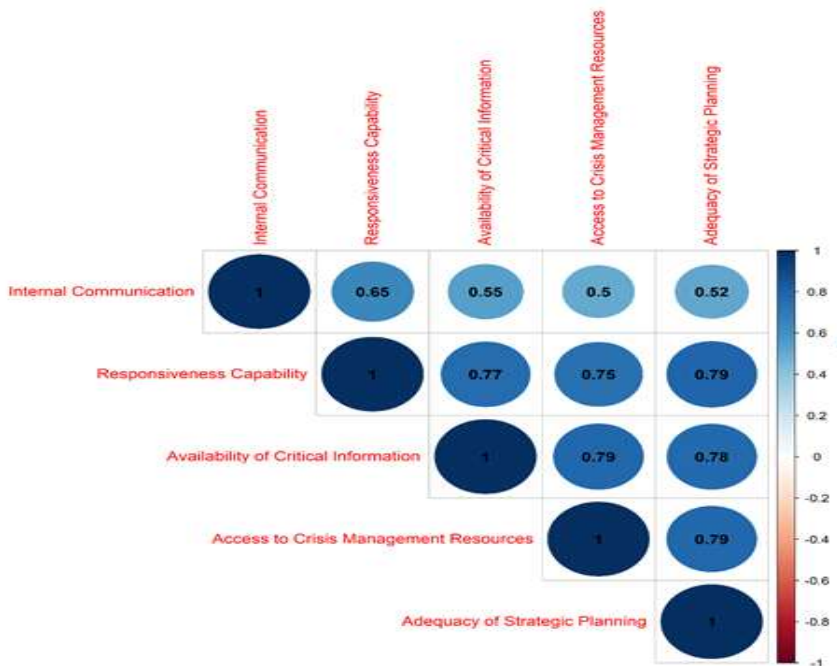 Internal Communication
Responsiveness Capability
Availability of Critical Information
Access to Crisis Management Resources
Adequacy of Strategic Planning
Internal Communication 1 0.65 0.55 0.5 0.52
Responsiveness Capability 1 0.77 0.75 0.79
Availability of Critical Information 1 0.79 0.78
Access to Crisis Management Resources 1 0.79
Adequacy of Strategic Planning 1
1
0.8
0.6
0.4
0.2
0
-0.2
-0.4
-0.6
-0.8
-1